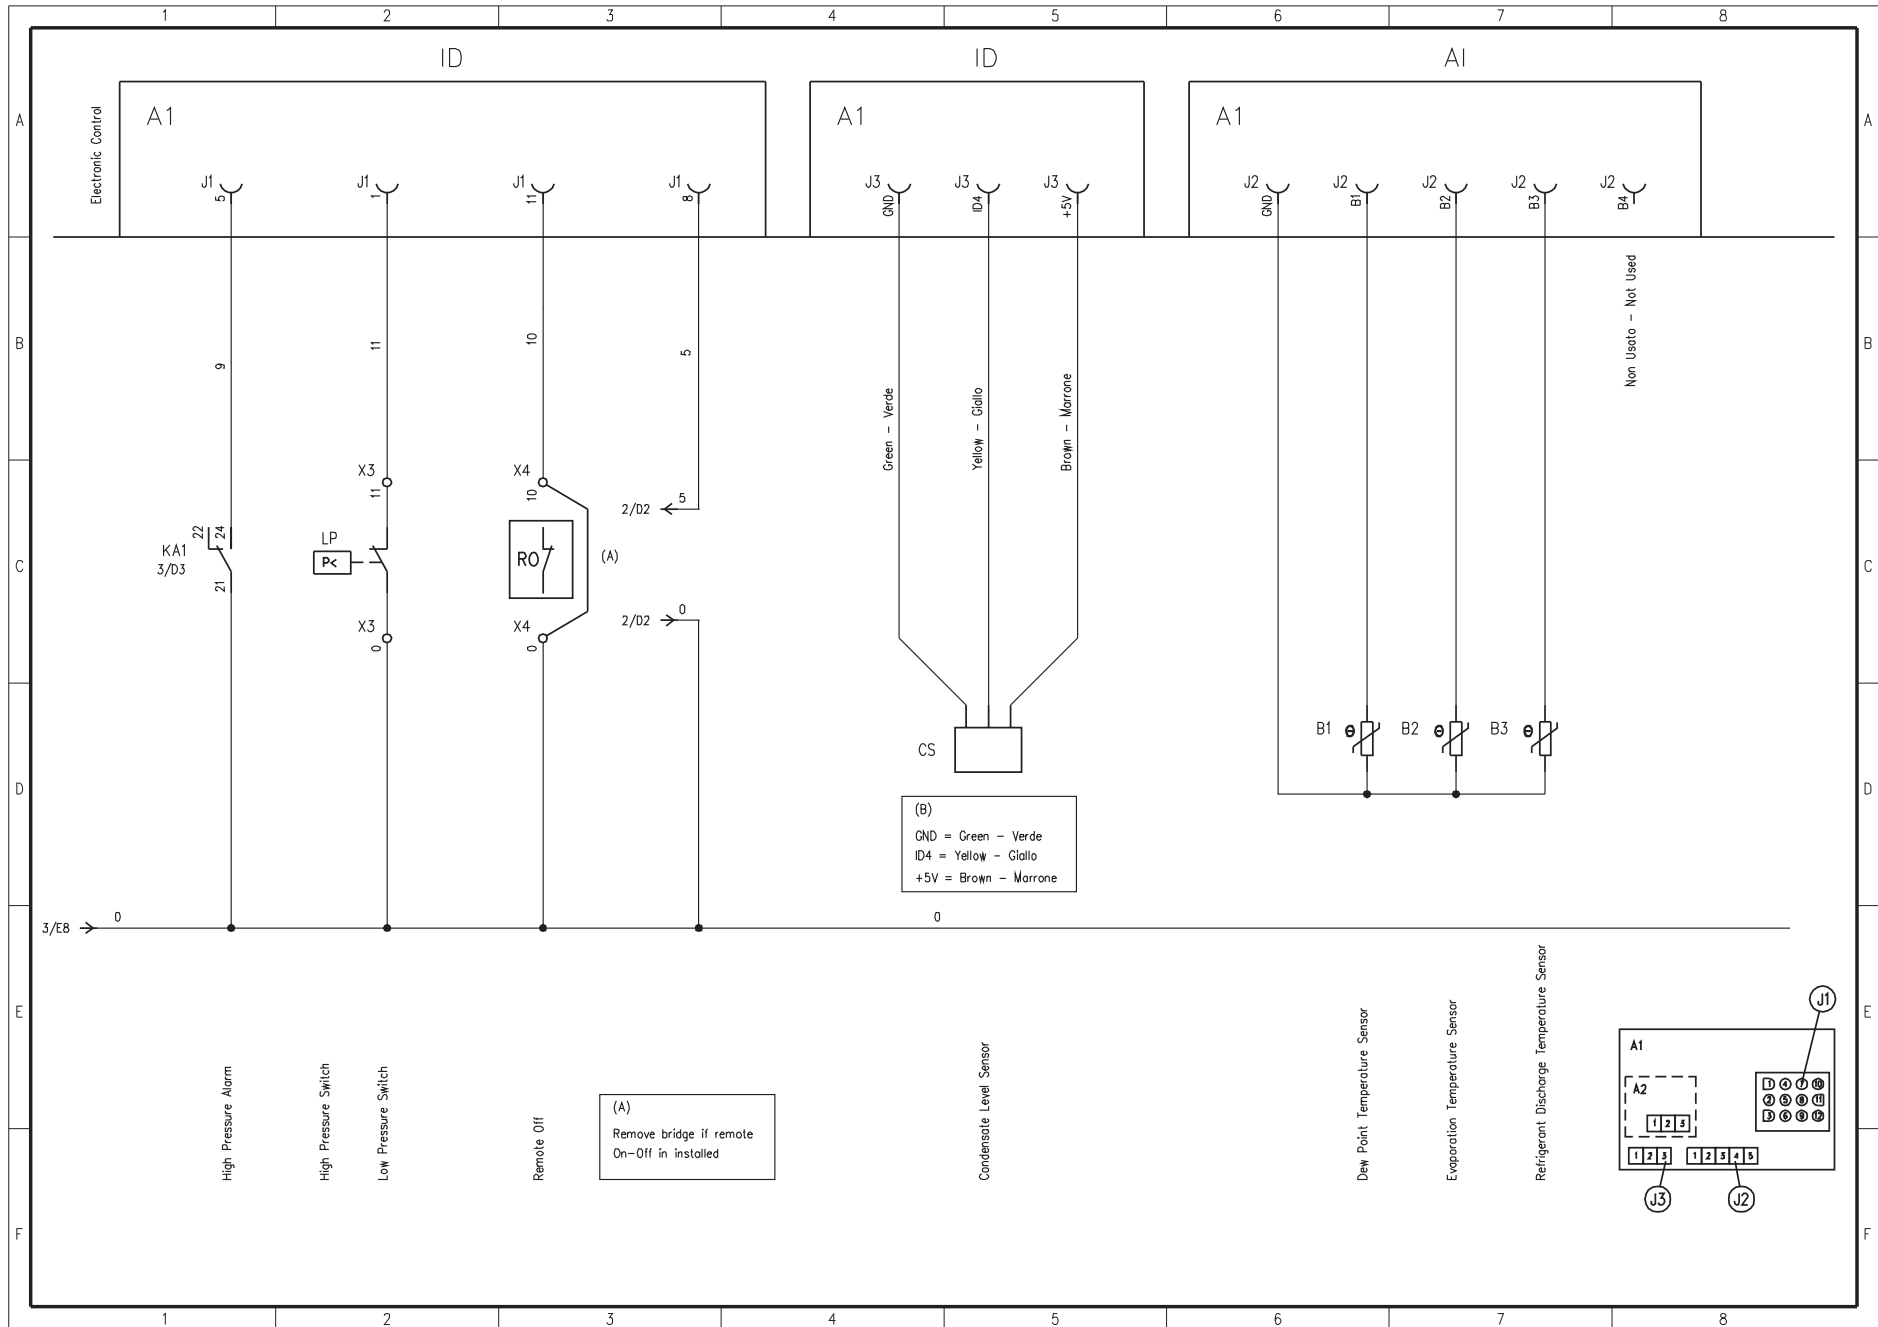 1 2 3 4 5 6 7 8
ID ID AI
A A
Electronic Control
A1 A1 A1
J1 J1 J1 J1 J3 J3 J3 J2 J2 J2 J2 J2
5 1 11 8 GND ID4 +5V GND B1 B2 B3 B4
B B
9 11 10 5
Green - Verde
Yellow - Giallo
Brown - Marrone
Non Usato - Not Used
X3 X4
11 10
2/D2 5
C C
22 24
KA1
3/D3
21
LP
P<
RO
(A)
2/D2 0
X3 X4
0 0
CS
B1 θ B2 θ B3 θ
D D
(B)
GND = Green - Verde
ID4 = Yellow - Giallo
+5V = Brown - Marrone
3/E8 0 0
E E
High Pressure Alarm
High Pressure Switch
Low Pressure Switch
Remote Off
(A)
Remove bridge if remote
On-Off in installed
Condensate Level Sensor
Dew Point Temperature Sensor
Evaporation Temperature Sensor
Refrigerant Discharge Temperature Sensor
J1
A1
A2
1 4 7 10
2 5 8 11
3 6 9 12
1 2 3
1 2 3 1 2 3 4 5
J3 J2
F F
1 2 3 4 5 6 7 8